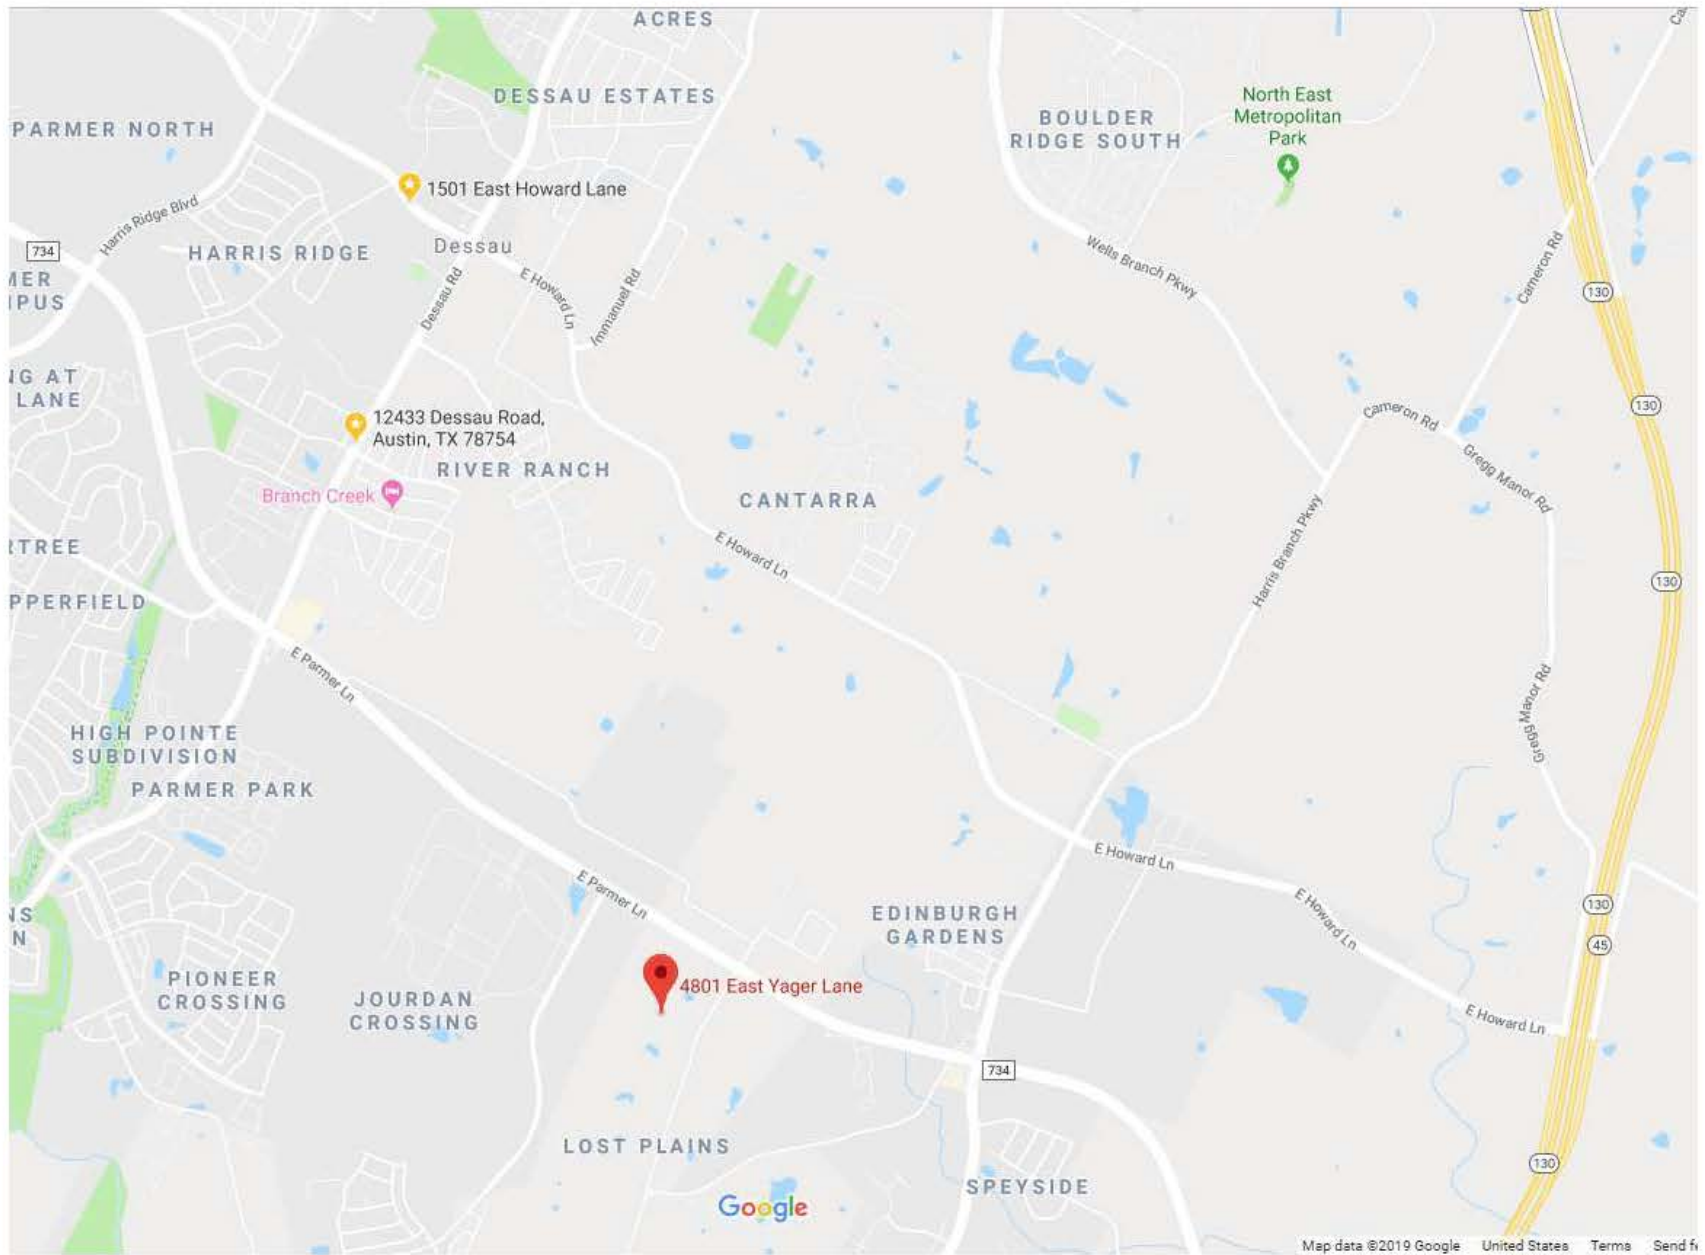 ACRES
DESSAU ESTATES
PARMER NORTH
BOULDER
RIDGE SOUTH
North East
Metropolitan
Park
1501 East Howard Lane
Harris Ridge Blvd
734
HARRIS RIDGE
Dessau
MER
IPUS
E Howard Ln
Immanuel Rd
Dessau Rd
Wells Branch Pkwy
Cameron Rd
130
130
NG AT
LANE
12433 Dessau Road,
Austin, TX 78754
Cameron Rd
Gregg Manor Rd
RIVER RANCH
Branch Creek
CANTARRA
E Howard Ln
Harris Branch Pkwy
RTREE
130
PPERFIELD
E Parmer Ln
Gregg Manor Rd
HIGH POINTE
SUBDIVISION
PARMER PARK
E Howard Ln
E Parmer Ln
E Howard Ln
130
45
NS
N
EDINBURGH
GARDENS
PIONEER
CROSSING
JOURDAN
CROSSING
4801 East Yager Lane
E Howard Ln
734
LOST PLAINS
130
SPEYSIDE
Google
Map data ©2019 Google United States Terms Send